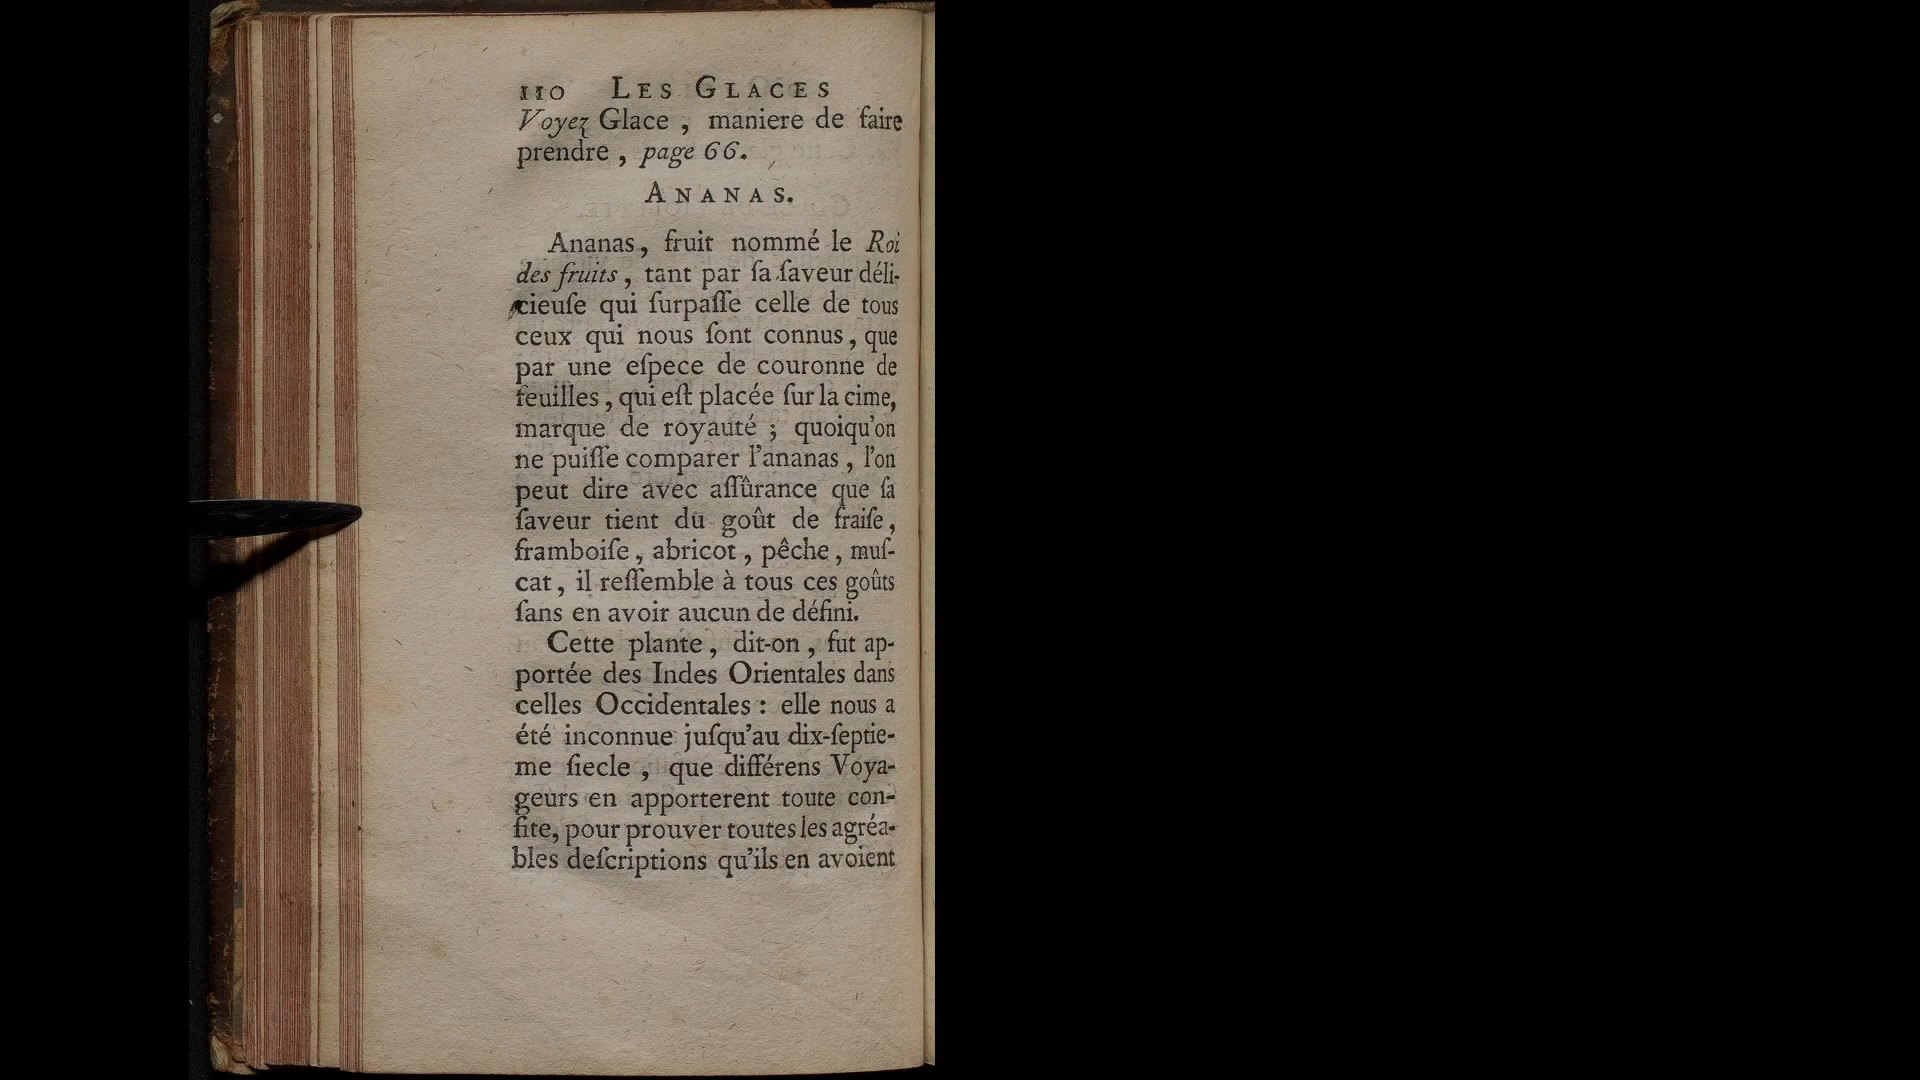 110 LES GLACES
Voyez Glace , maniere de faire
prendre , page 66.
ANANAS.
Ananas, fruit nommé le Roi
des fruits , tant par ſa ſaveur déli-
cieuſe qui ſurpaſſe celle de tous
ceux qui nous ſont connus , que
par une eſpece de couronne de
feuilles , qui eſt placée ſur la cime,
marque de royauté ; quoiqu'on
ne puiſſe comparer l'ananas , l'on
peut dire avec aſſûrance que ſa
ſaveur tient du goût de fraiſe ,
framboiſe , abricot , pêche , muſ-
cat , il reſſemble à tous ces goûts
ſans en avoir aucun de défini.
Cette plante , dit-on , fut ap-
portée des Indes Orientales dans
celles Occidentales : elle nous a
été inconnue juſqu'au dix-ſeptie-
me ſiecle , que différens Voya-
geurs en apporterent toute con-
fite, pour prouver toutes les agréa-
bles deſcriptions qu'ils en avoient